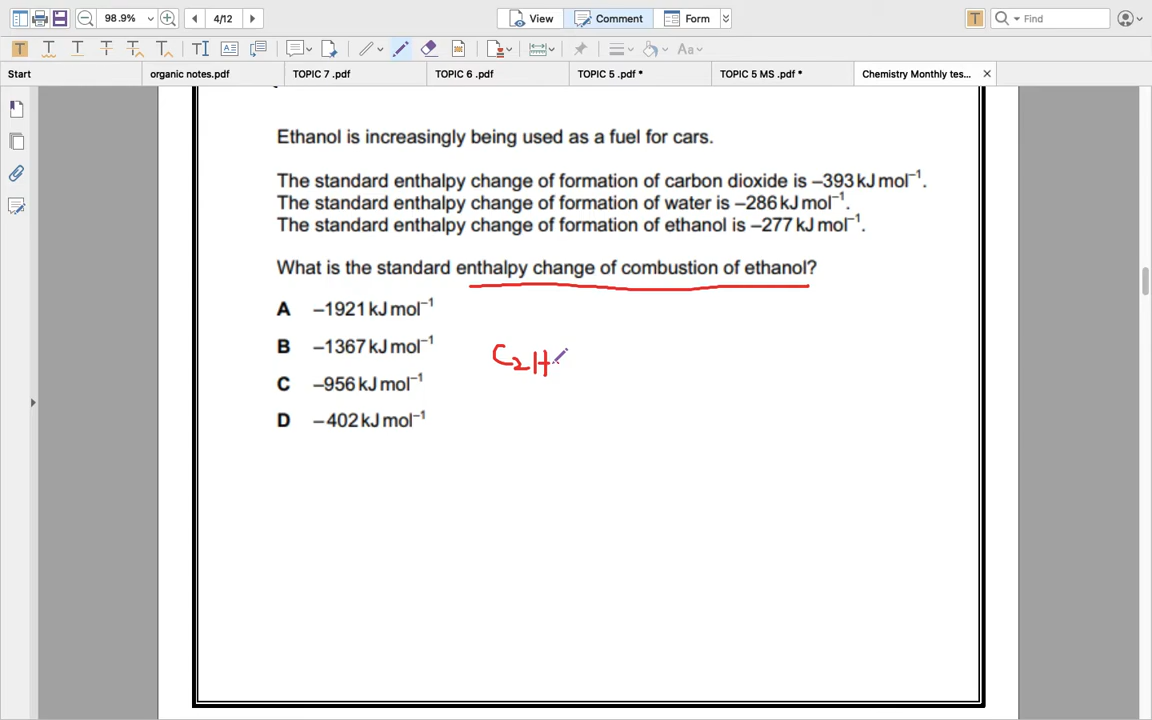 98.9% 4/12 View Comment Form Find
T T T T T T T A Aa
Start organic notes.pdf TOPIC 7 .pdf TOPIC 6 .pdf TOPIC 5 .pdf * TOPIC 5 MS .pdf * Chemistry Monthly tes... ×
Ethanol is increasingly being used as a fuel for cars.
The standard enthalpy change of formation of carbon dioxide is –393 kJ mol⁻¹.
The standard enthalpy change of formation of water is –286 kJ mol⁻¹.
The standard enthalpy change of formation of ethanol is –277 kJ mol⁻¹.
What is the standard enthalpy change of combustion of ethanol?
A –1921 kJ mol⁻¹
B –1367 kJ mol⁻¹
C₂H
C –956 kJ mol⁻¹
D –402 kJ mol⁻¹